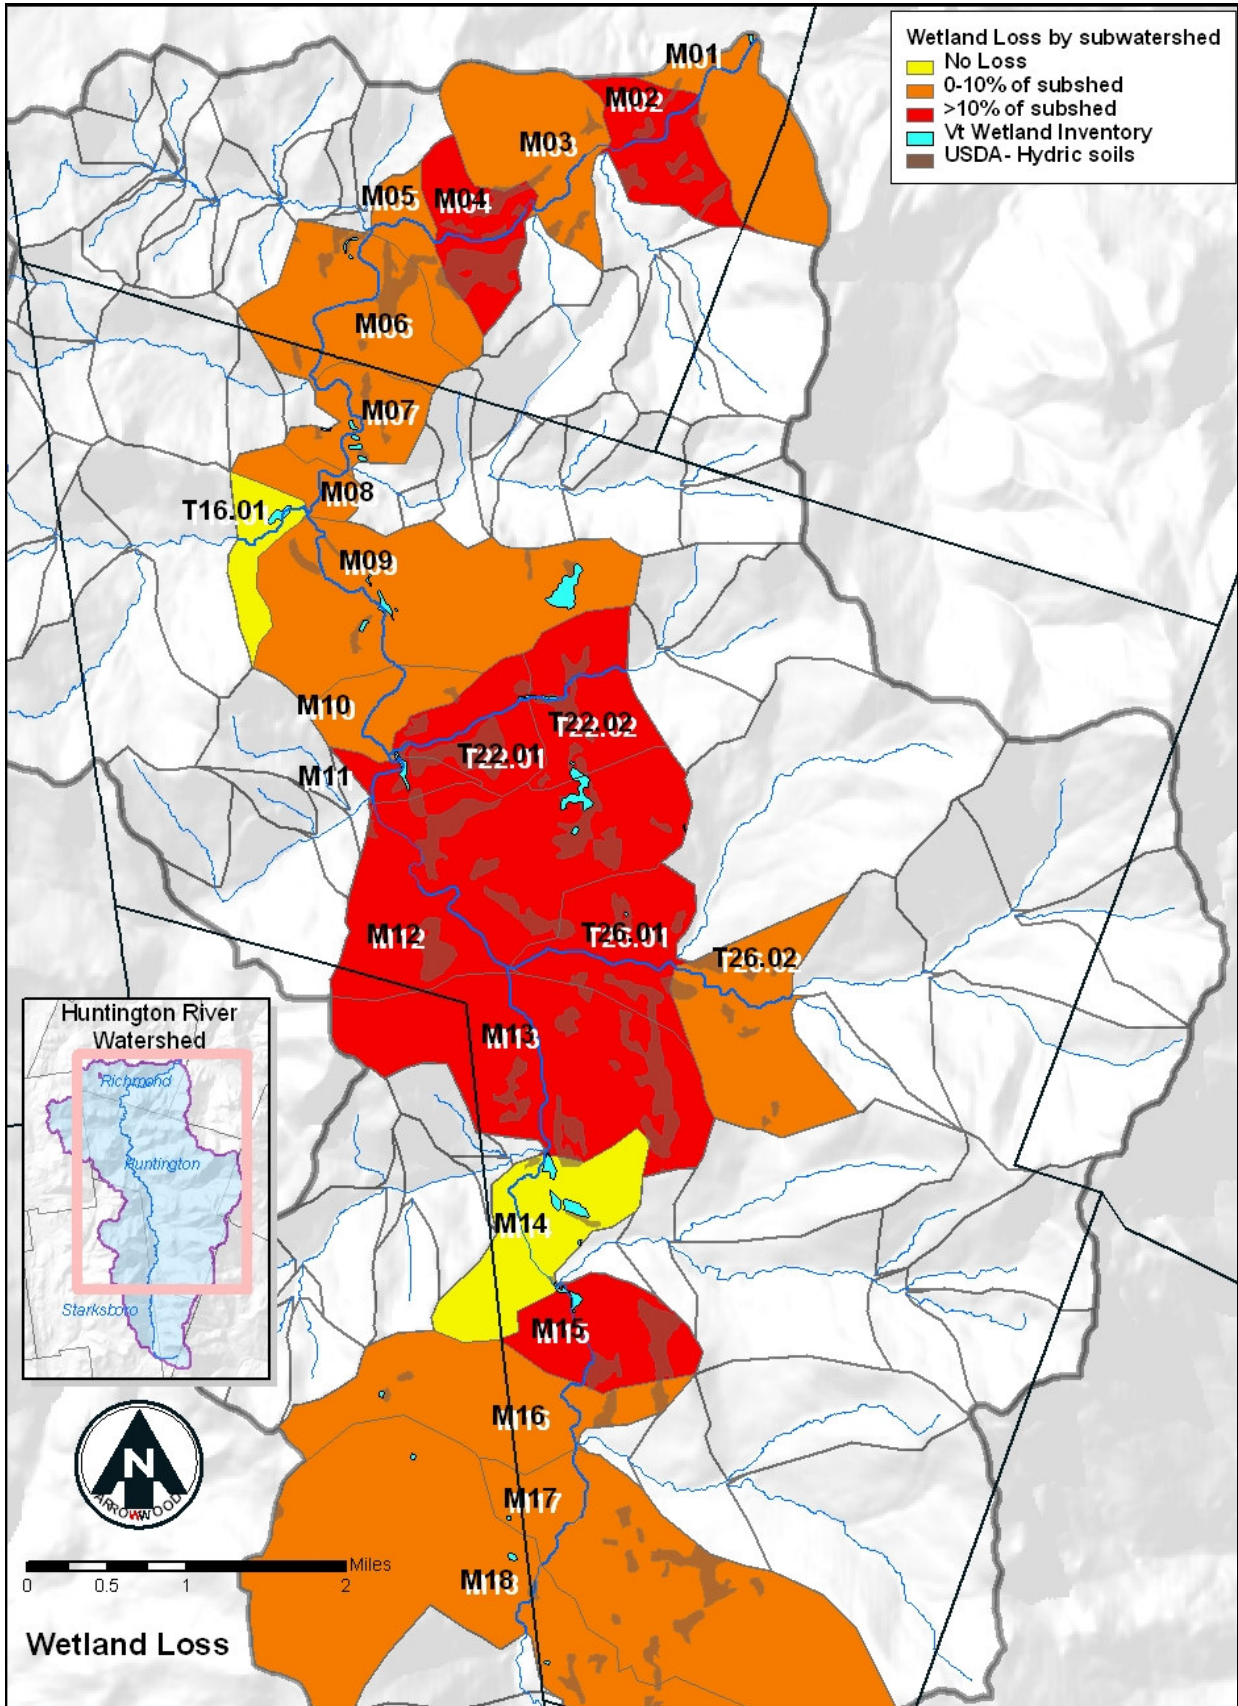 Wetland Loss by subwatershed
No Loss
0-10% of subshed
>10% of subshed
Vt Wetland Inventory
USDA- Hydric soils
M01
M02
M03
M05
M04
M06
M07
M08
T16.01
M09
M10
T22.02
T22.01
M11
M12
T26.01
T26.02
M13
M14
M15
M16
M17
M18
Huntington River
Watershed
Richmond
Huntington
Starksboro
N
ARROWWOOD
Miles
0 0.5 1 2
Wetland Loss